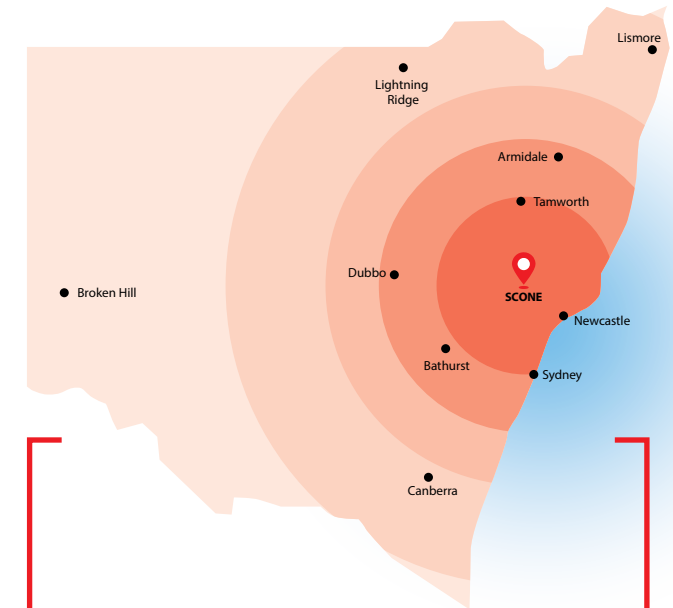 Lismore
Lightning
Ridge
Armidale
Tamworth
Dubbo
Broken Hill
SCONE
Newcastle
Bathurst
Sydney
Canberra